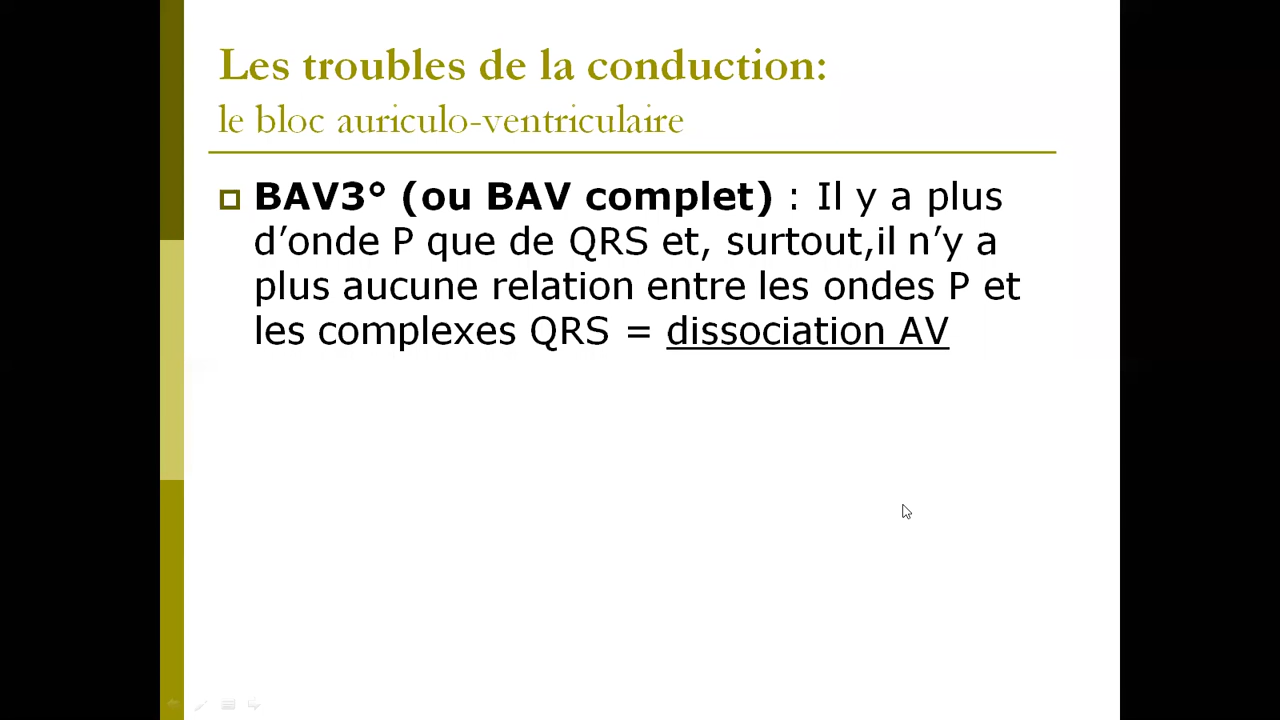 Les troubles de la conduction:
le bloc auriculo-ventriculaire
BAV3° (ou BAV complet) : Il y a plus
d’onde P que de QRS et, surtout,il n’y a
plus aucune relation entre les ondes P et
les complexes QRS = dissociation AV